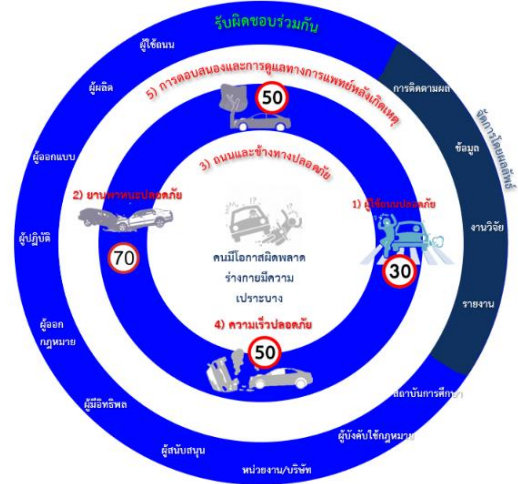 รับผิดชอบร่วมกัน
ผู้ใช้ถนน
ผู้ผลิต
ผู้ออกแบบ
ผู้ปฏิบัติ
ผู้ออก
กฎหมาย
ผู้มีอิทธิพล
ผู้สนับสนุน
หน่วยงาน/บริษัท
ผู้บังคับใช้กฎหมาย
สถาบันการศึกษา
การติดตามผล
ข้อมูล
งานวิจัย
รายงาน
จัดการโดยผลลัพธ์
5) การตอบสนองและการดูแลทางการแพทย์หลังเกิดเหตุ
50
3) ถนนและข้างทางปลอดภัย
2) ยานพาหนะปลอดภัย
70
1) ผู้ใช้ถนนปลอดภัย
30
คนมีโอกาสผิดพลาด
ร่างกายมีความ
เปราะบาง
4) ความเร็วปลอดภัย
50